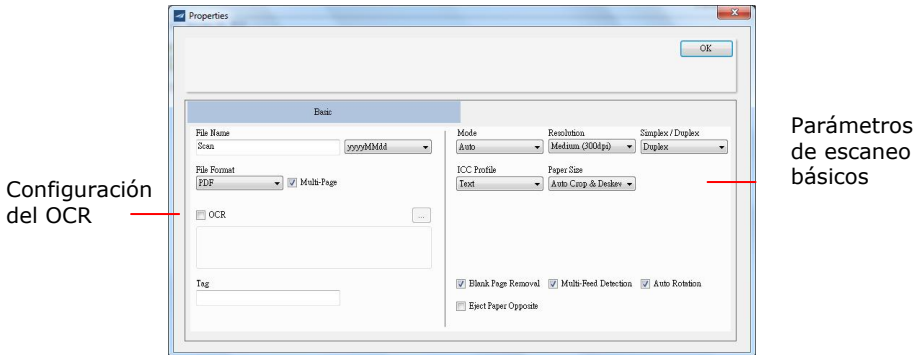 Properties
OK
Basic
File Name
Scan yyyyMMdd
File Format
PDF Multi-Page
OCR ...
Tag
Mode Resolution Simplex / Duplex
Auto Medium (300dpi) Duplex
ICC Profile Paper Size
Text Auto Crop & Deskew
Blank Page Removal Multi-Feed Detection Auto Rotation
Eject Paper Opposite
Configuración
del OCR
Parámetros
de escaneo
básicos